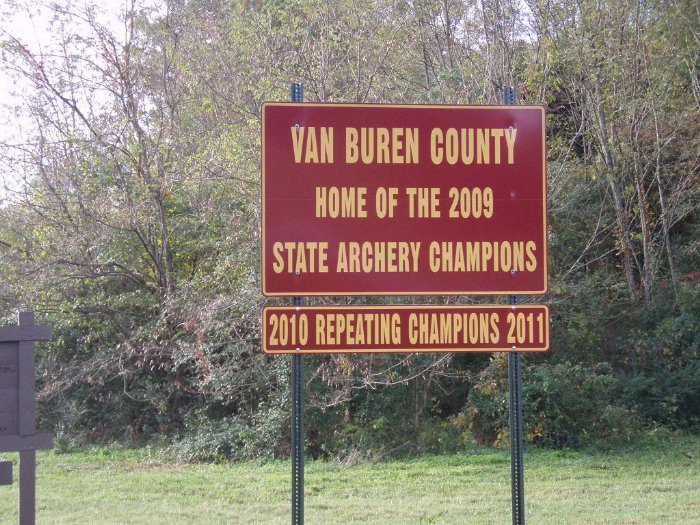 VAN BUREN COUNTY
HOME OF THE 2009
STATE ARCHERY CHAMPIONS
2010 REPEATING CHAMPIONS 2011